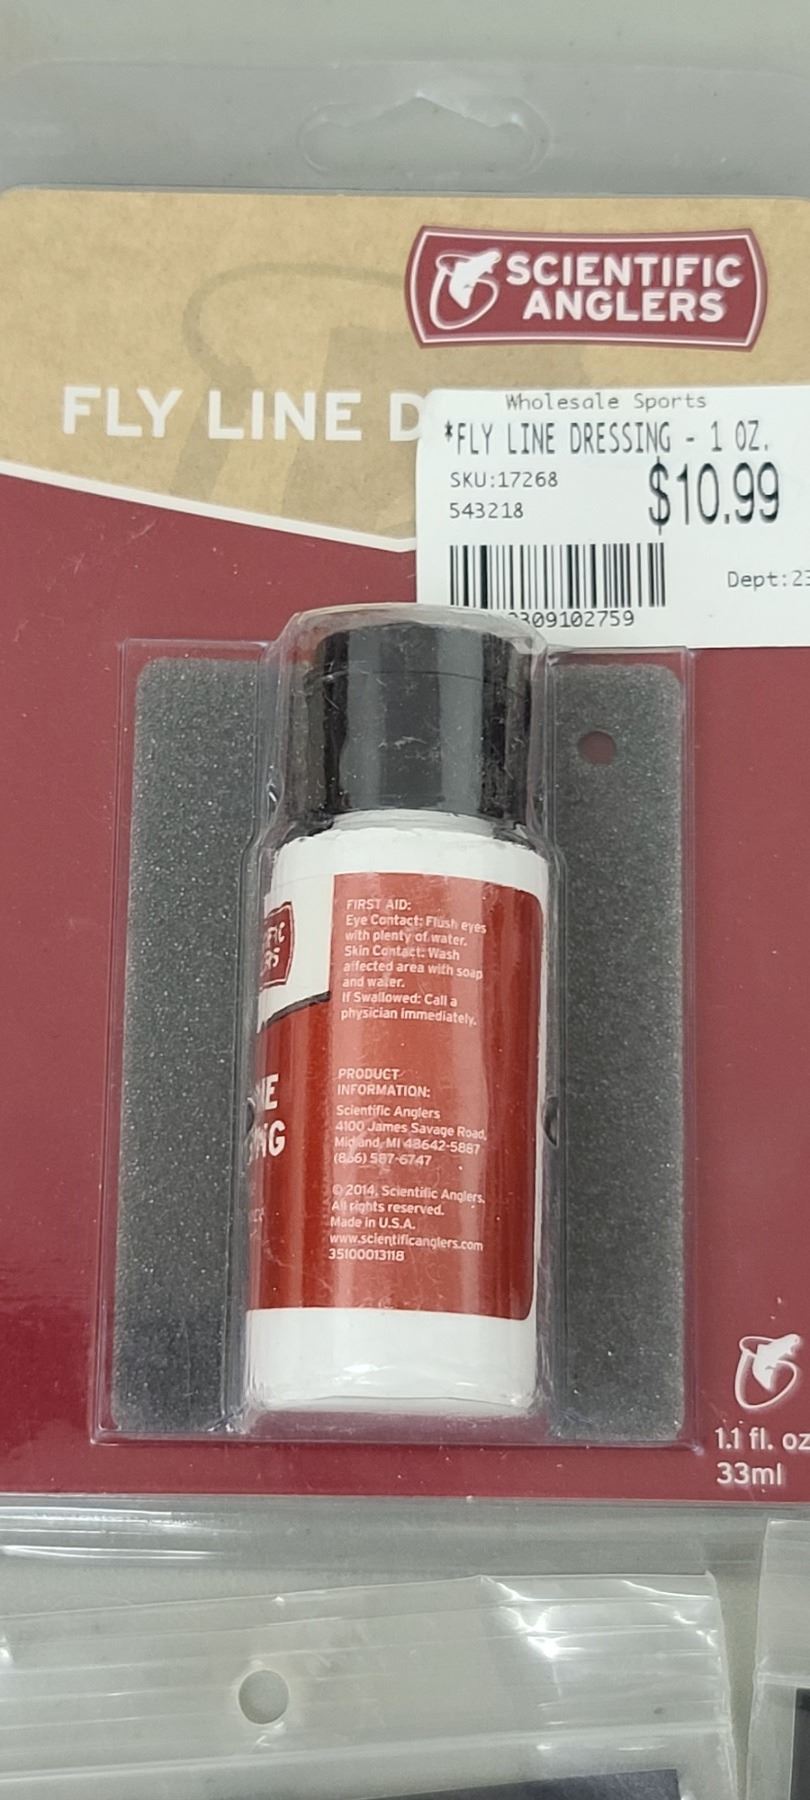 SCIENTIFIC
ANGLERS
FLY LINE D
Wholesale Sports
*FLY LINE DRESSING - 1 OZ.
SKU:17268
$10.99
543218
Dept:23
2309102759
FIRST AID:
Eye Contact: Flush eyes
with plenty of water.
Skin Contact: Wash
affected area with soap
and water.
If Swallowed: Call a
physician immediately.
PRODUCT
INFORMATION:
Scientific Anglers
4100 James Savage Road,
Midland, MI 48642-5887
(866) 587-6747
© 2014, Scientific Anglers.
All rights reserved.
Made in U.S.A.
www.scientificanglers.com
35100013118
1.1 fl. oz
33ml